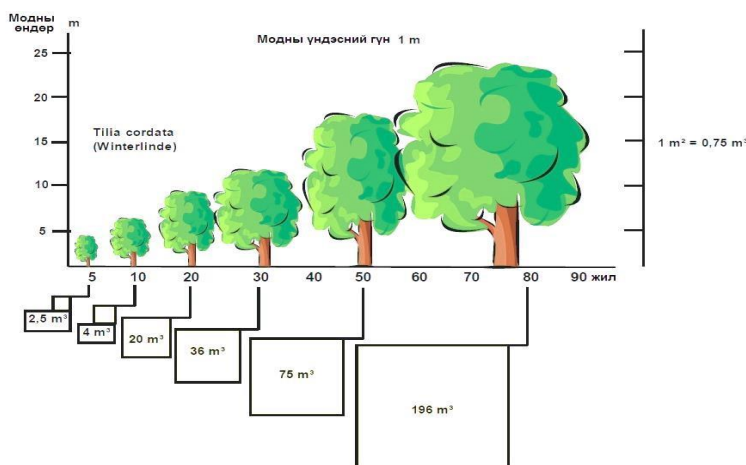 Модны
өндөр m
Модны үндэсний гүн 1 m
25
20
15
10
5
Tilia cordata
(Winterlinde)
1 m² = 0,75 m³
5 10 20 30 40 50 60 70 80 90 жил
2,5 m³
4 m³
20 m³
36 m³
75 m³
196 m³